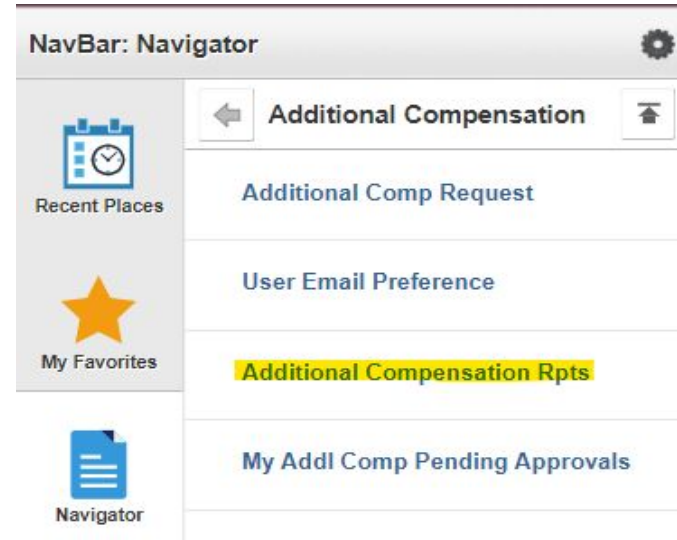 NavBar: Navigator
Additional Compensation
Recent Places
Additional Comp Request
User Email Preference
My Favorites
Additional Compensation Rpts
My Addl Comp Pending Approvals
Navigator